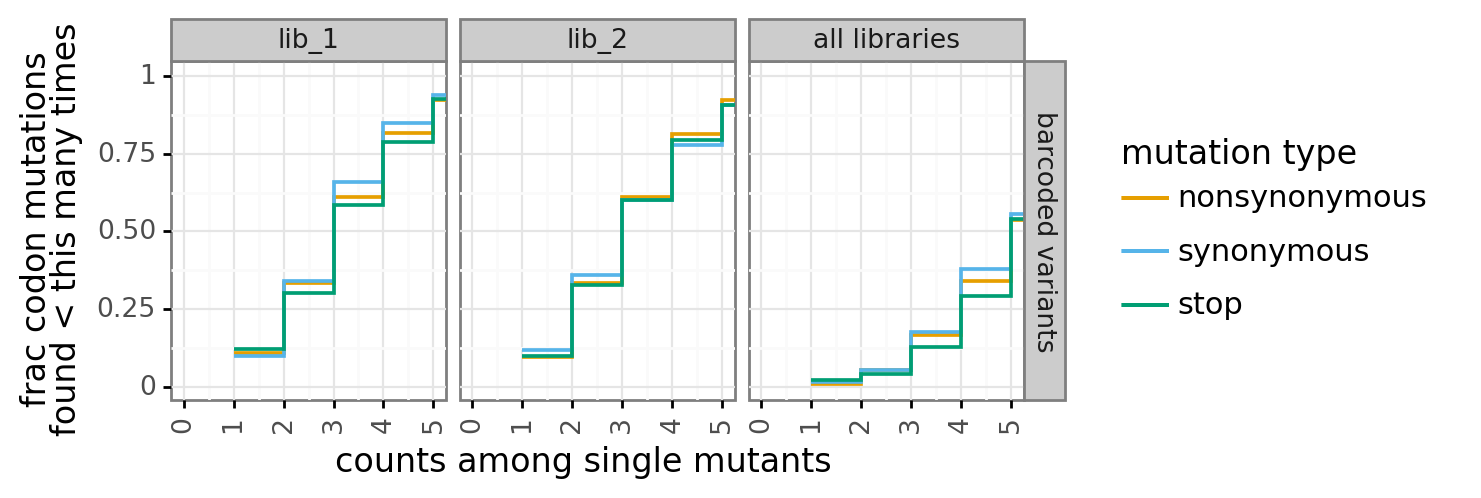 lib_1
lib_2
all libraries
frac codon mutations
found < this many times
1
0.75
0.50
0.25
0
barcoded variants
0 1 2 3 4 5
0 1 2 3 4 5
0 1 2 3 4 5
counts among single mutants
mutation type
nonsynonymous
synonymous
stop